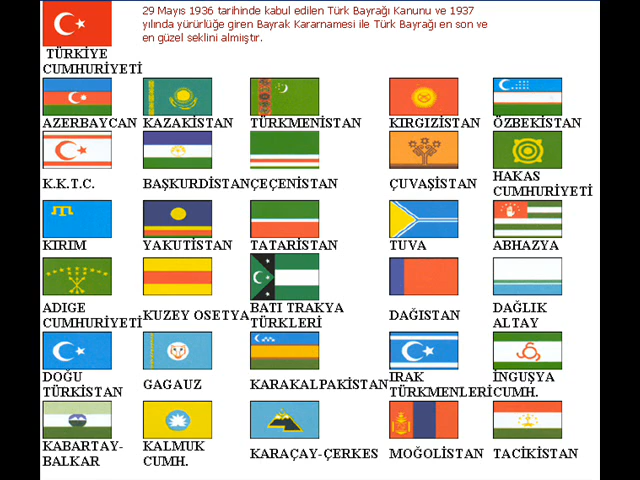 29 Mayıs 1936 tarihinde kabul edilen Türk Bayrağı Kanunu ve 1937
yılında yürürlüğe giren Bayrak Kararnamesi ile Türk Bayrağı en son ve
en güzel seklini almıştır.
TÜRKİYE
CUMHURİYETİ
AZERBAYCAN
KAZAKİSTAN
TÜRKMENİSTAN
KIRGIZİSTAN
ÖZBEKİSTAN
K.K.T.C.
BAŞKURDİSTAN
ÇEÇENİSTAN
ÇUVAŞİSTAN
HAKAS
CUMHURİYETİ
KIRIM
YAKUTİSTAN
TATARİSTAN
TUVA
ABHAZYA
ADIGE
CUMHURİYETİ
KUZEY OSETYA
BATI TRAKYA
TÜRKLERİ
DAĞISTAN
DAĞLIK
ALTAY
DOĞU
TÜRKİSTAN
GAGAUZ
KARAKALPAKİSTAN
IRAK
TÜRKMENLERİ
İNGUŞYA
CUMH.
KABARTAY-
BALKAR
KALMUK
CUMH.
KARAÇAY-ÇERKES
MOĞOLİSTAN
TACİKİSTAN